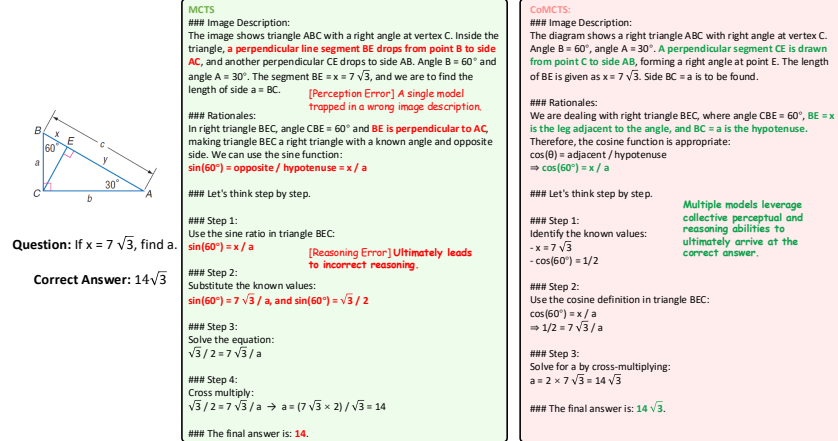 B
x
E
60°
c
y
a
30°
C
b
A
Question: If x = 7 √3, find a.
Correct Answer: 14√3
MCTS
### Image Description:
The image shows triangle ABC with a right angle at vertex C. Inside the
triangle, a perpendicular line segment BE drops from point B to side
AC, and another perpendicular CE drops to side AB. Angle B = 60° and
angle A = 30°. The segment BE = x = 7 √3, and we are to find the
length of side a = BC.
[Perception Error] A single model
trapped in a wrong image description.
### Rationales:
In right triangle BEC, angle CBE = 60° and BE is perpendicular to AC,
making triangle BEC a right triangle with a known angle and opposite
side. We can use the sine function:
sin(60°) = opposite / hypotenuse = x / a
### Let's think step by step.
### Step 1:
Use the sine ratio in triangle BEC:
sin(60°) = x / a
[Reasoning Error] Ultimately leads
to incorrect reasoning.
### Step 2:
Substitute the known values:
sin(60°) = 7 √3 / a, and sin(60°) = √3 / 2
### Step 3:
Solve the equation:
√3 / 2 = 7 √3 / a
### Step 4:
Cross multiply:
√3 / 2 = 7 √3 / a → a = (7 √3 × 2) / √3 = 14
### The final answer is: 14.
CoMCTS:
### Image Description:
The diagram shows a right triangle ABC with right angle at vertex C.
Angle B = 60°, angle A = 30°. A perpendicular segment CE is drawn
from point C to side AB, forming a right angle at point E. The length
of BE is given as x = 7 √3. Side BC = a is to be found.
### Rationales:
We are dealing with right triangle BEC, where angle CBE = 60°, BE = x
is the leg adjacent to the angle, and BC = a is the hypotenuse.
Therefore, the cosine function is appropriate:
cos(θ) = adjacent / hypotenuse
⇒ cos(60°) = x / a
### Let's think step by step.
Multiple models leverage
collective perceptual and
reasoning abilities to
ultimately arrive at the
correct answer.
### Step 1:
Identify the known values:
- x = 7 √3
- cos(60°) = 1/2
### Step 2:
Use the cosine definition in triangle BEC:
cos(60°) = x / a
⇒ 1/2 = 7 √3 / a
### Step 3:
Solve for a by cross-multiplying:
a = 2 × 7 √3 = 14 √3
### The final answer is: 14 √3.